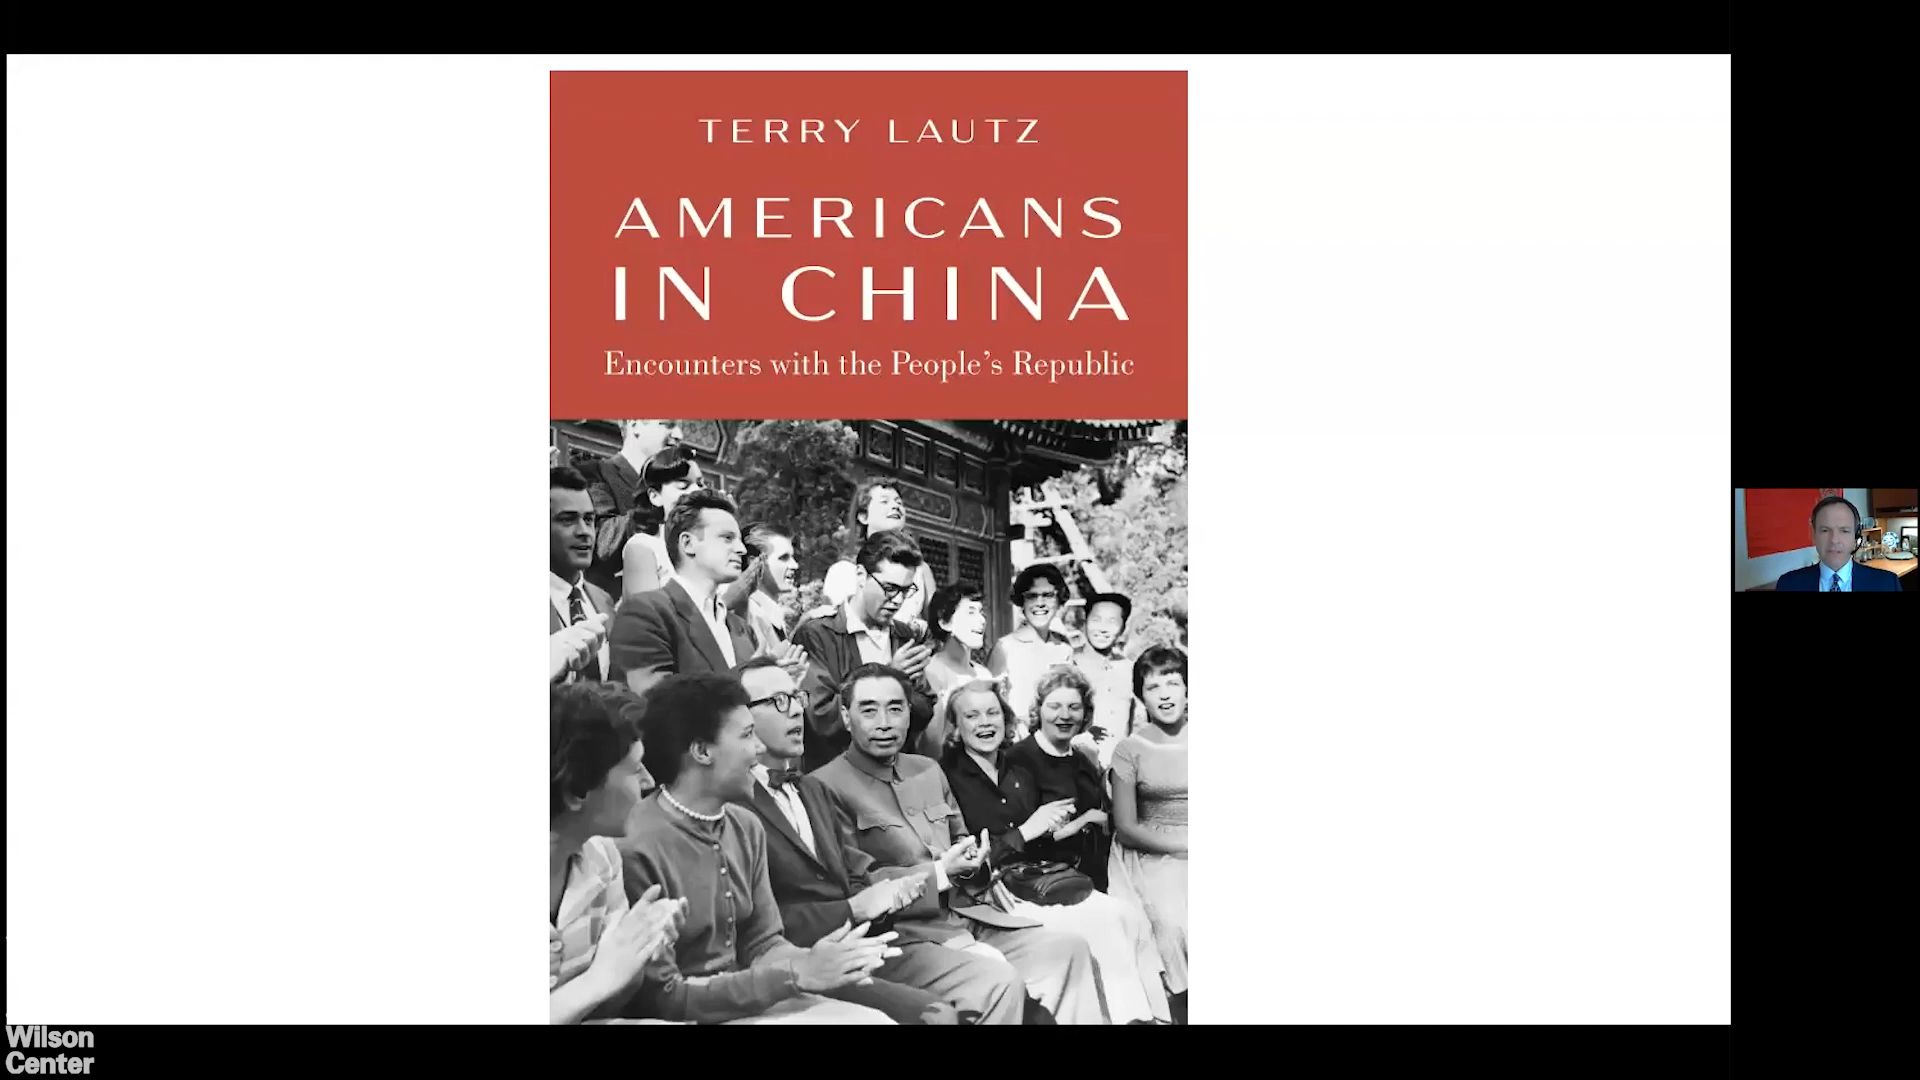 TERRY LAUTZ
AMERICANS
IN CHINA
Encounters with the People's Republic
Wilson
Center